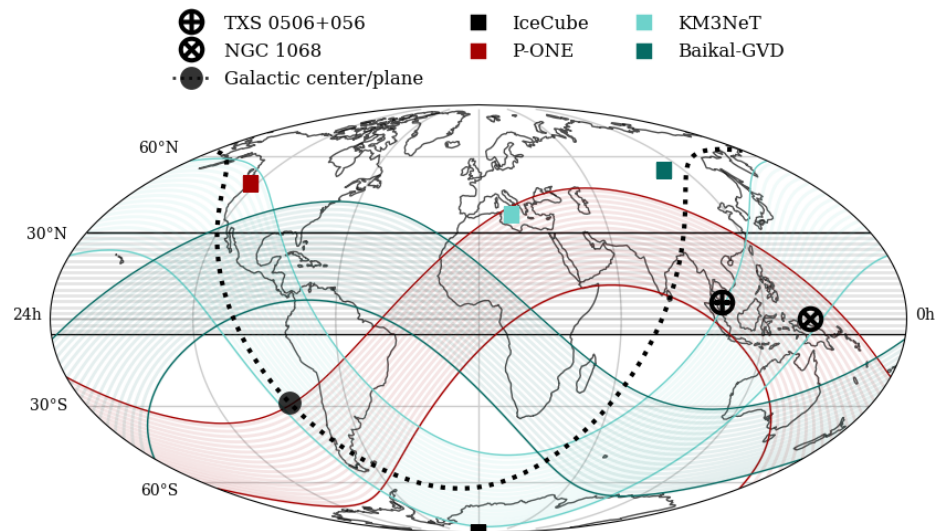 TXS 0506+056
NGC 1068
Galactic center/plane
IceCube
P-ONE
KM3NeT
Baikal-GVD
60°N
30°N
24h
0h
30°S
60°S